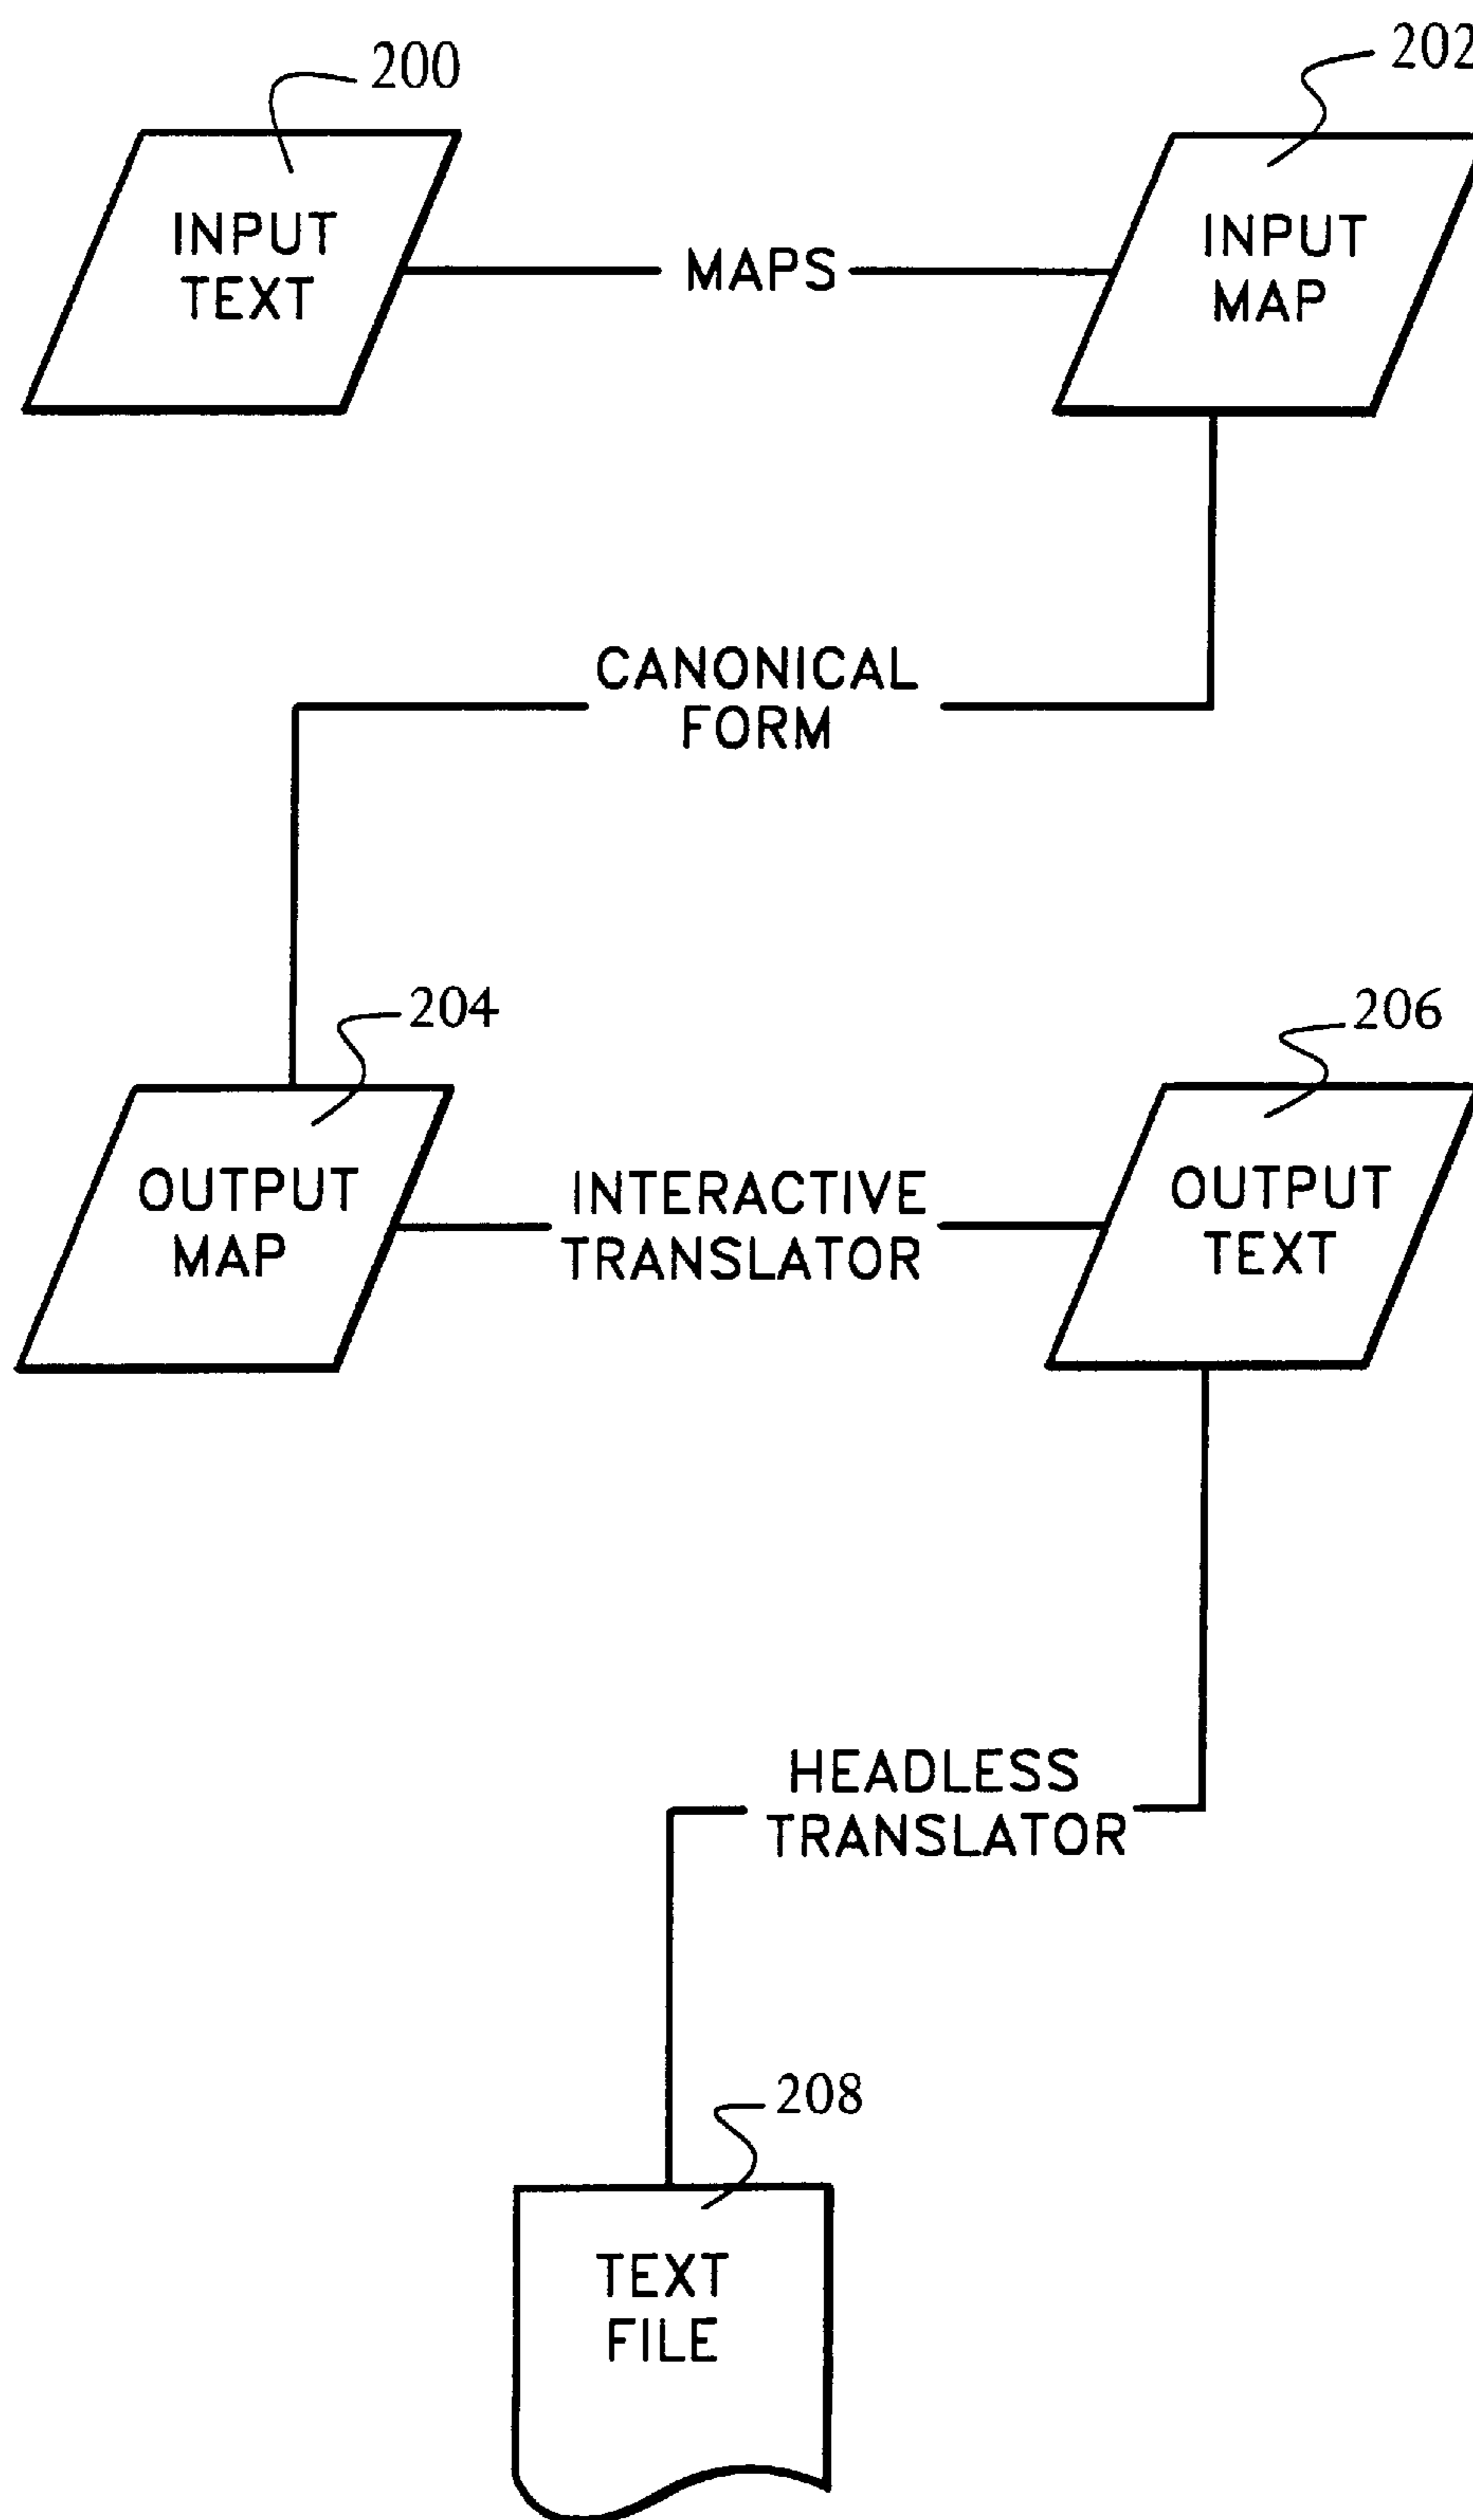 200
202
INPUT
TEXT
MAPS
INPUT
MAP
CANONICAL
FORM
204
206
OUTPUT
MAP
INTERACTIVE
TRANSLATOR
OUTPUT
TEXT
HEADLESS
TRANSLATOR
208
TEXT
FILE